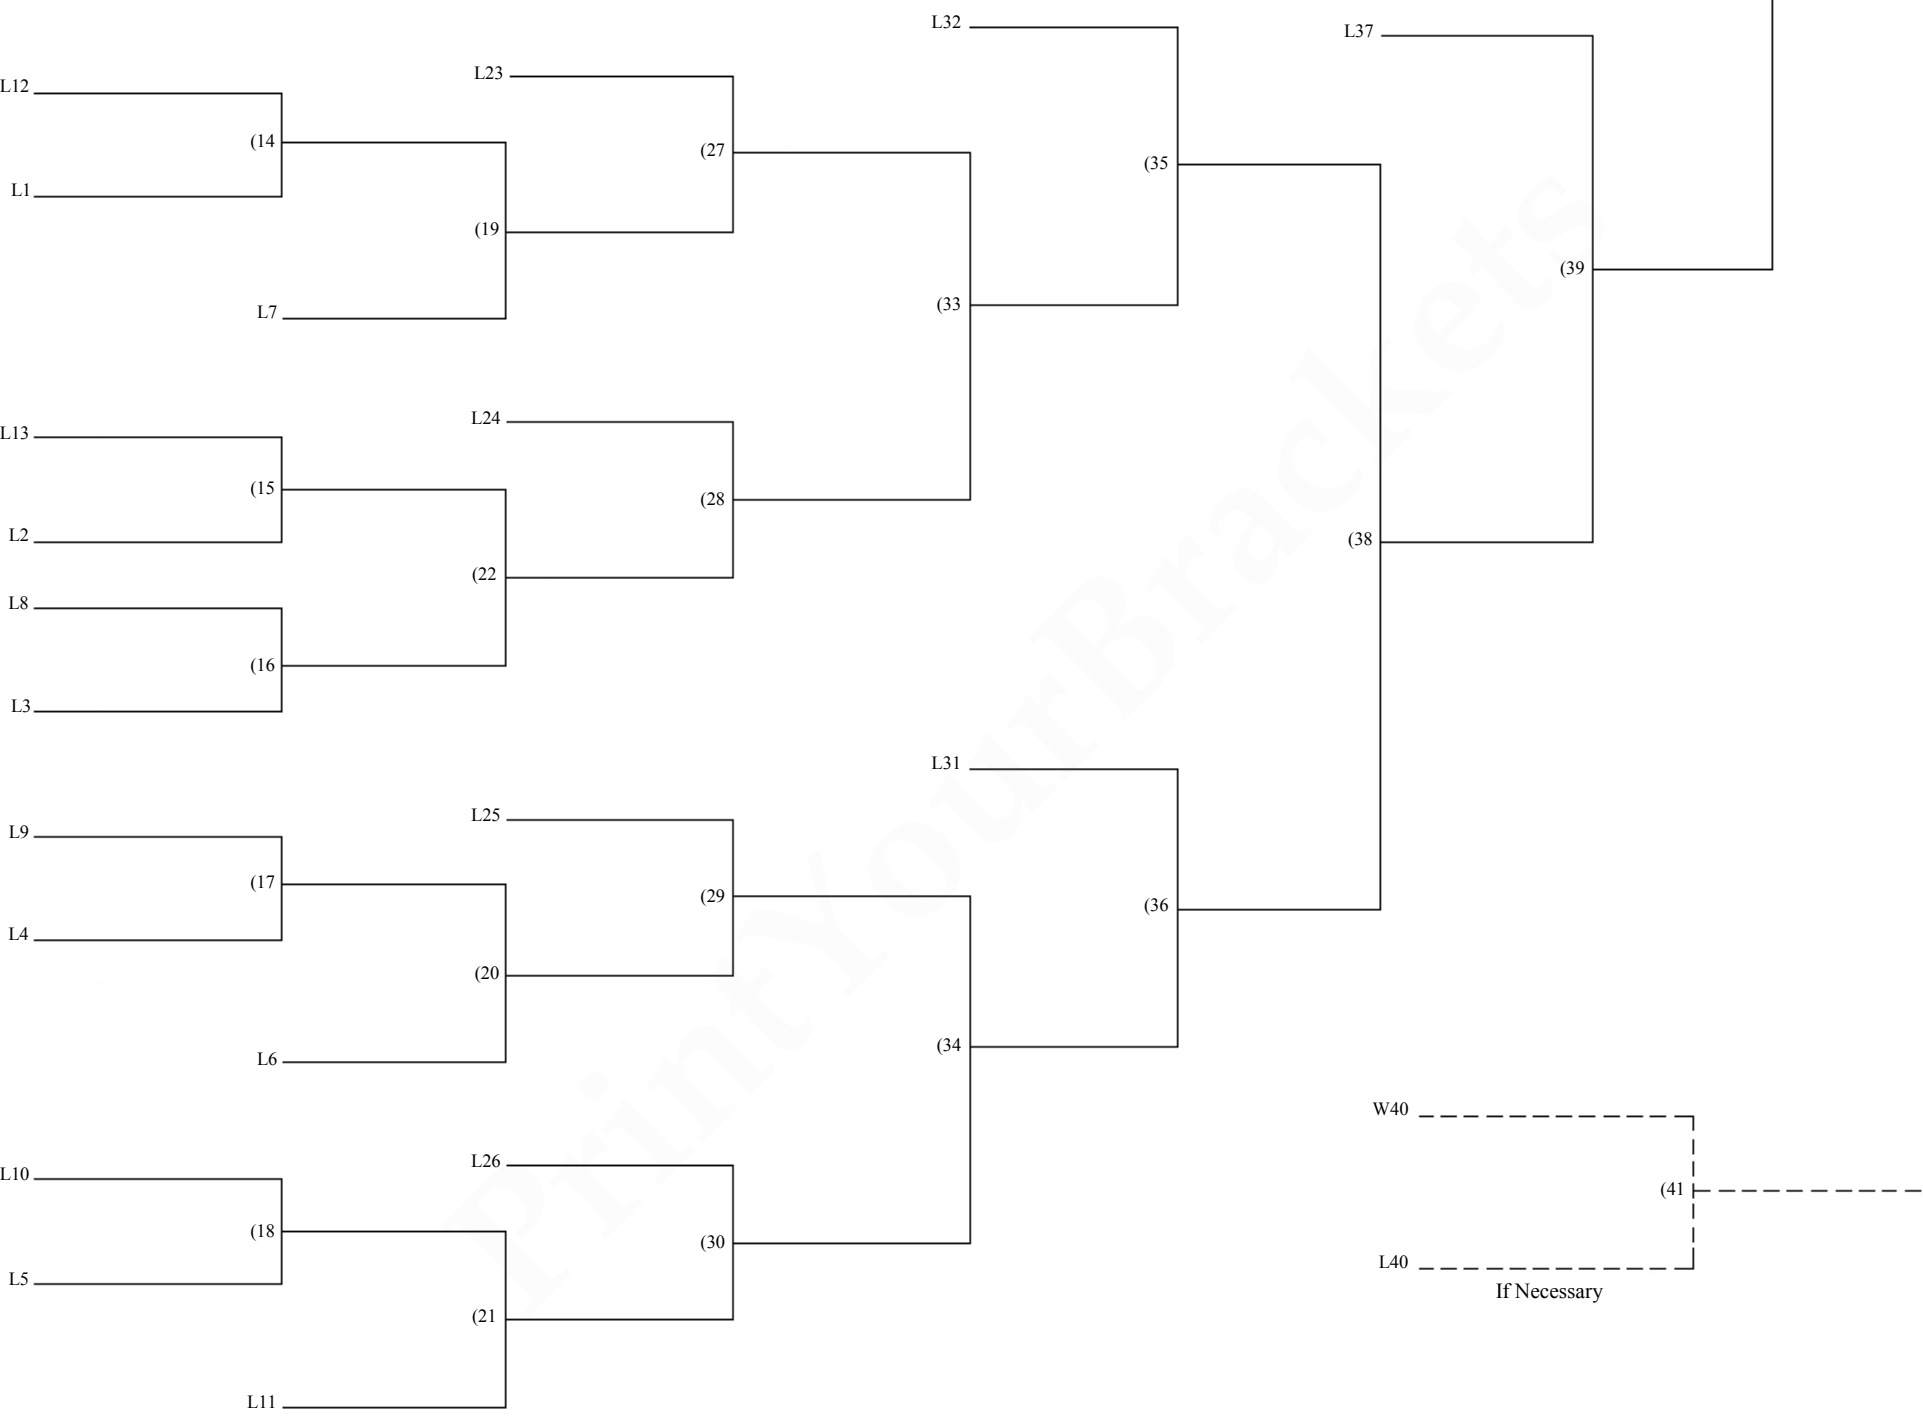 L32
L37
L23
L12
(14
(27
(35
L1
(19
(39
L7
(33
L24
L13
(15
(28
L2
(38
(22
L8
(16
L3
L31
L25
L9
(17
(29
(36
L4
(20
(34
L6
W40
L26
L10
(41
(18
(30
L40
L5
If Necessary
(21
L11
PrintYourBrackets